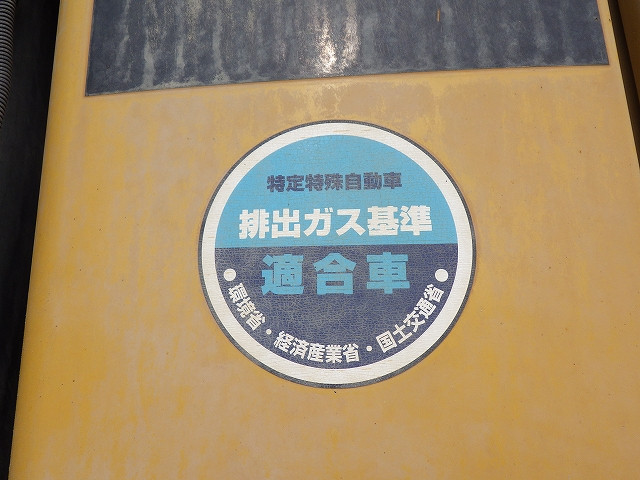 特定特殊自動車
排出ガス基準
適合車
環境省・経済産業省・国土交通省